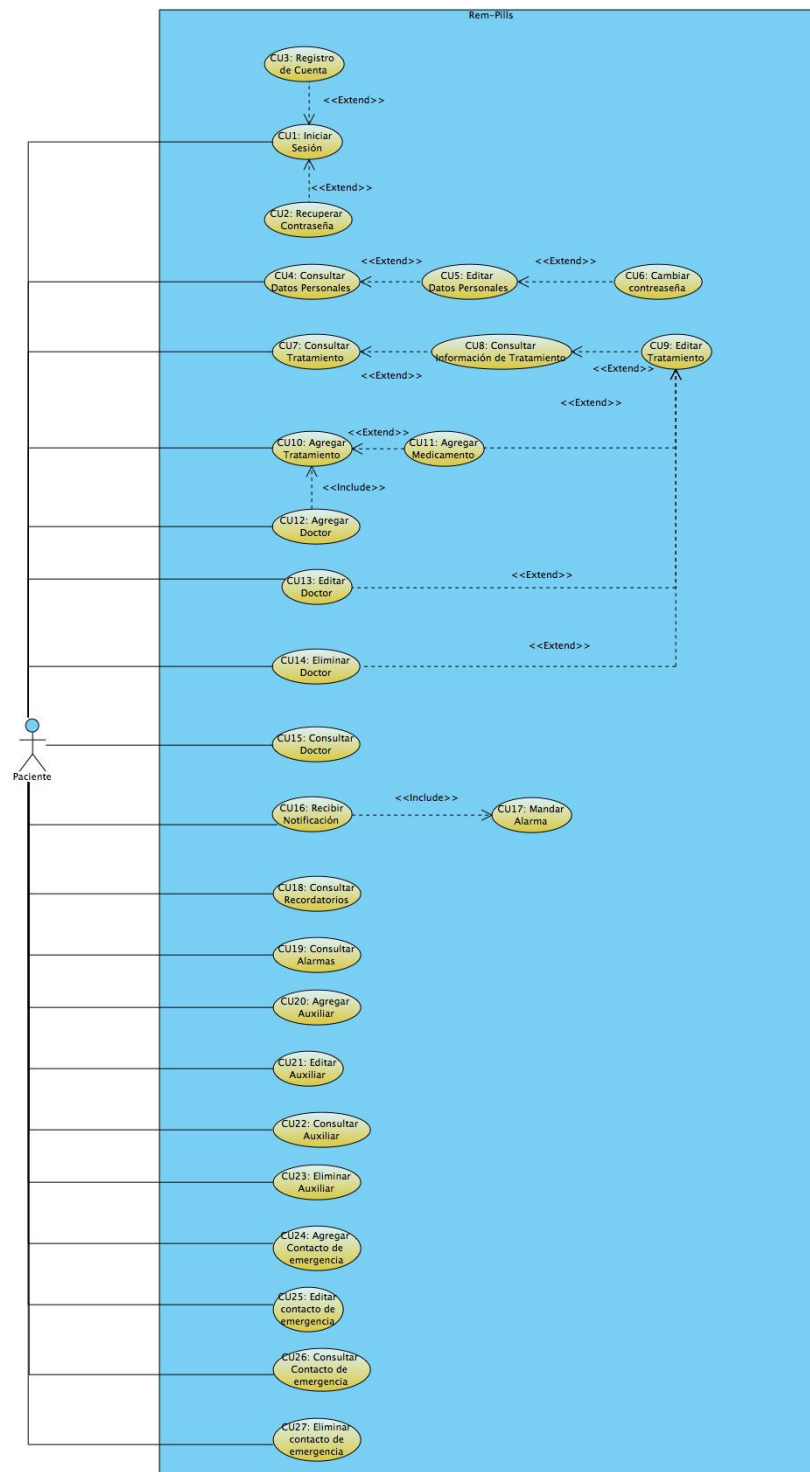 Rem-Pills
CU3: Registro
de Cuenta
<<Extend>>
CU1: Iniciar
Sesión
<<Extend>>
CU2: Recuperar
Contraseña
CU4: Consultar
Datos Personales
<<Extend>>
CU5: Editar
Datos Personales
<<Extend>>
CU6: Cambiar
contreaseña
CU7: Consultar
Tratamiento
<<Extend>>
CU8: Consultar
Información de Tratamiento
<<Extend>>
CU9: Editar
Tratamiento
<<Extend>>
CU10: Agregar
Tratamiento
<<Extend>>
CU11: Agregar
Medicamento
<<Include>>
CU12: Agregar
Doctor
CU13: Editar
Doctor
<<Extend>>
CU14: Eliminar
Doctor
<<Extend>>
Paciente
CU15: Consultar
Doctor
CU16: Recibir
Notificación
<<Include>>
CU17: Mandar
Alarma
CU18: Consultar
Recordatorios
CU19: Consultar
Alarmas
CU20: Agregar
Auxiliar
CU21: Editar
Auxiliar
CU22: Consultar
Auxiliar
CU23: Eliminar
Auxiliar
CU24: Agregar
Contacto de
emergencia
CU25: Editar
contacto de
emergencia
CU26: Consultar
Contacto de
emergencia
CU27: Eliminar
contacto de
emergencia